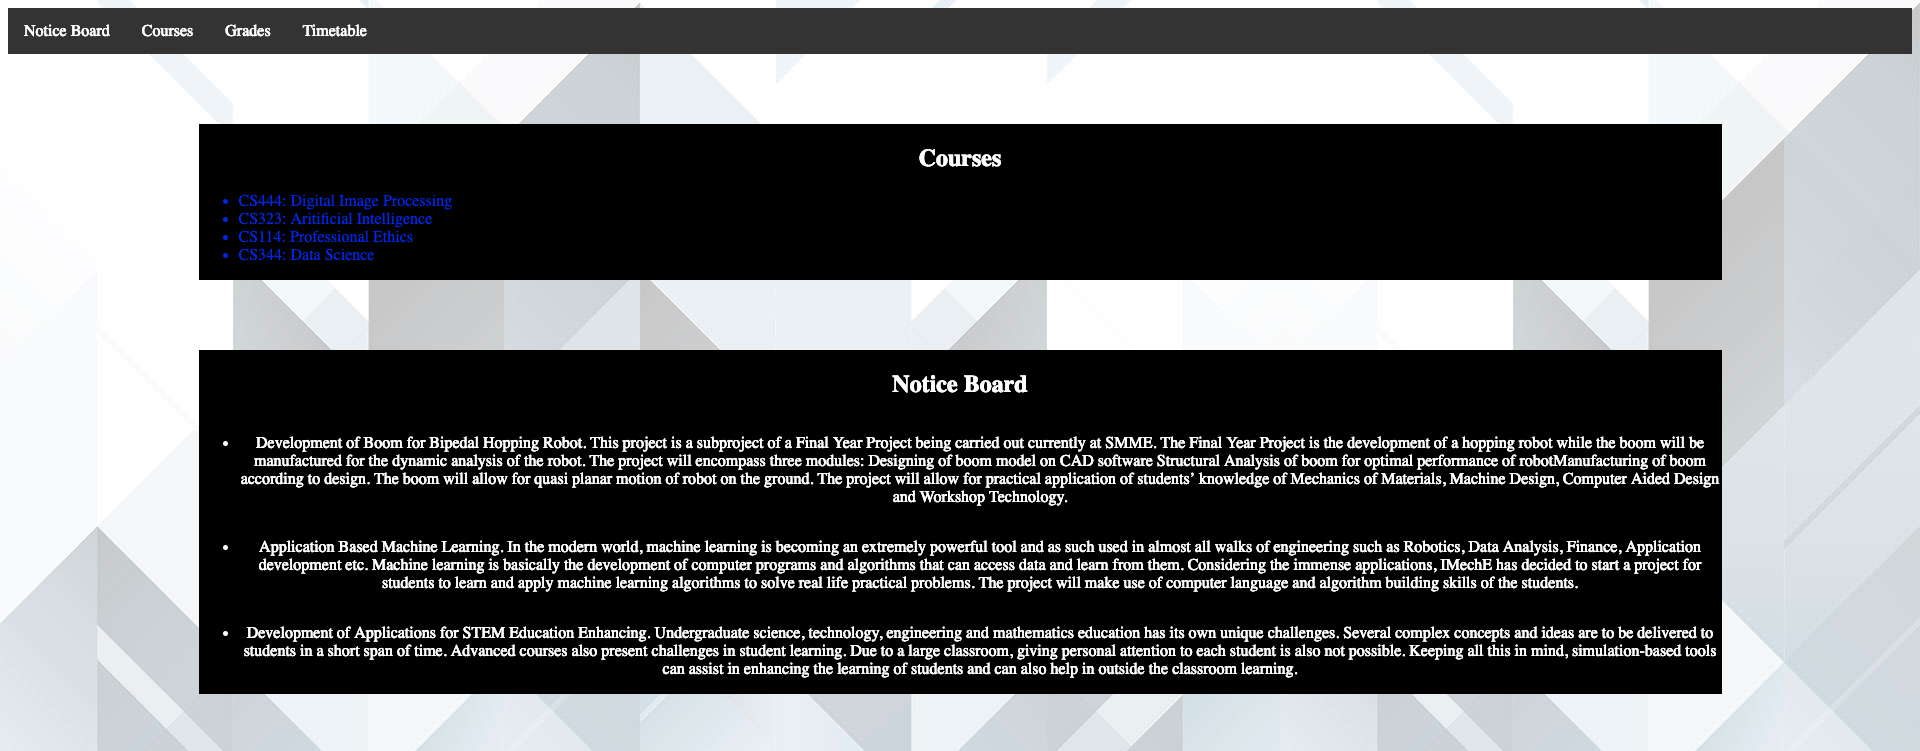 Notice Board Courses Grades Timetable
Courses
• CS444: Digital Image Processing
• CS323: Aritificial Intelligence
• CS114: Professional Ethics
• CS344: Data Science
Notice Board
• Development of Boom for Bipedal Hopping Robot. This project is a subproject of a Final Year Project being carried out currently at SMME. The Final Year Project is the development of a hopping robot while the boom will be
manufactured for the dynamic analysis of the robot. The project will encompass three modules: Designing of boom model on CAD software Structural Analysis of boom for optimal performance of robotManufacturing of boom
according to design. The boom will allow for quasi planar motion of robot on the ground. The project will allow for practical application of students’ knowledge of Mechanics of Materials, Machine Design, Computer Aided Design
and Workshop Technology.
• Application Based Machine Learning. In the modern world, machine learning is becoming an extremely powerful tool and as such used in almost all walks of engineering such as Robotics, Data Analysis, Finance, Application
development etc. Machine learning is basically the development of computer programs and algorithms that can access data and learn from them. Considering the immense applications, IMechE has decided to start a project for
students to learn and apply machine learning algorithms to solve real life practical problems. The project will make use of computer language and algorithm building skills of the students.
• Development of Applications for STEM Education Enhancing. Undergraduate science, technology, engineering and mathematics education has its own unique challenges. Several complex concepts and ideas are to be delivered to
students in a short span of time. Advanced courses also present challenges in student learning. Due to a large classroom, giving personal attention to each student is also not possible. Keeping all this in mind, simulation-based tools
can assist in enhancing the learning of students and can also help in outside the classroom learning.